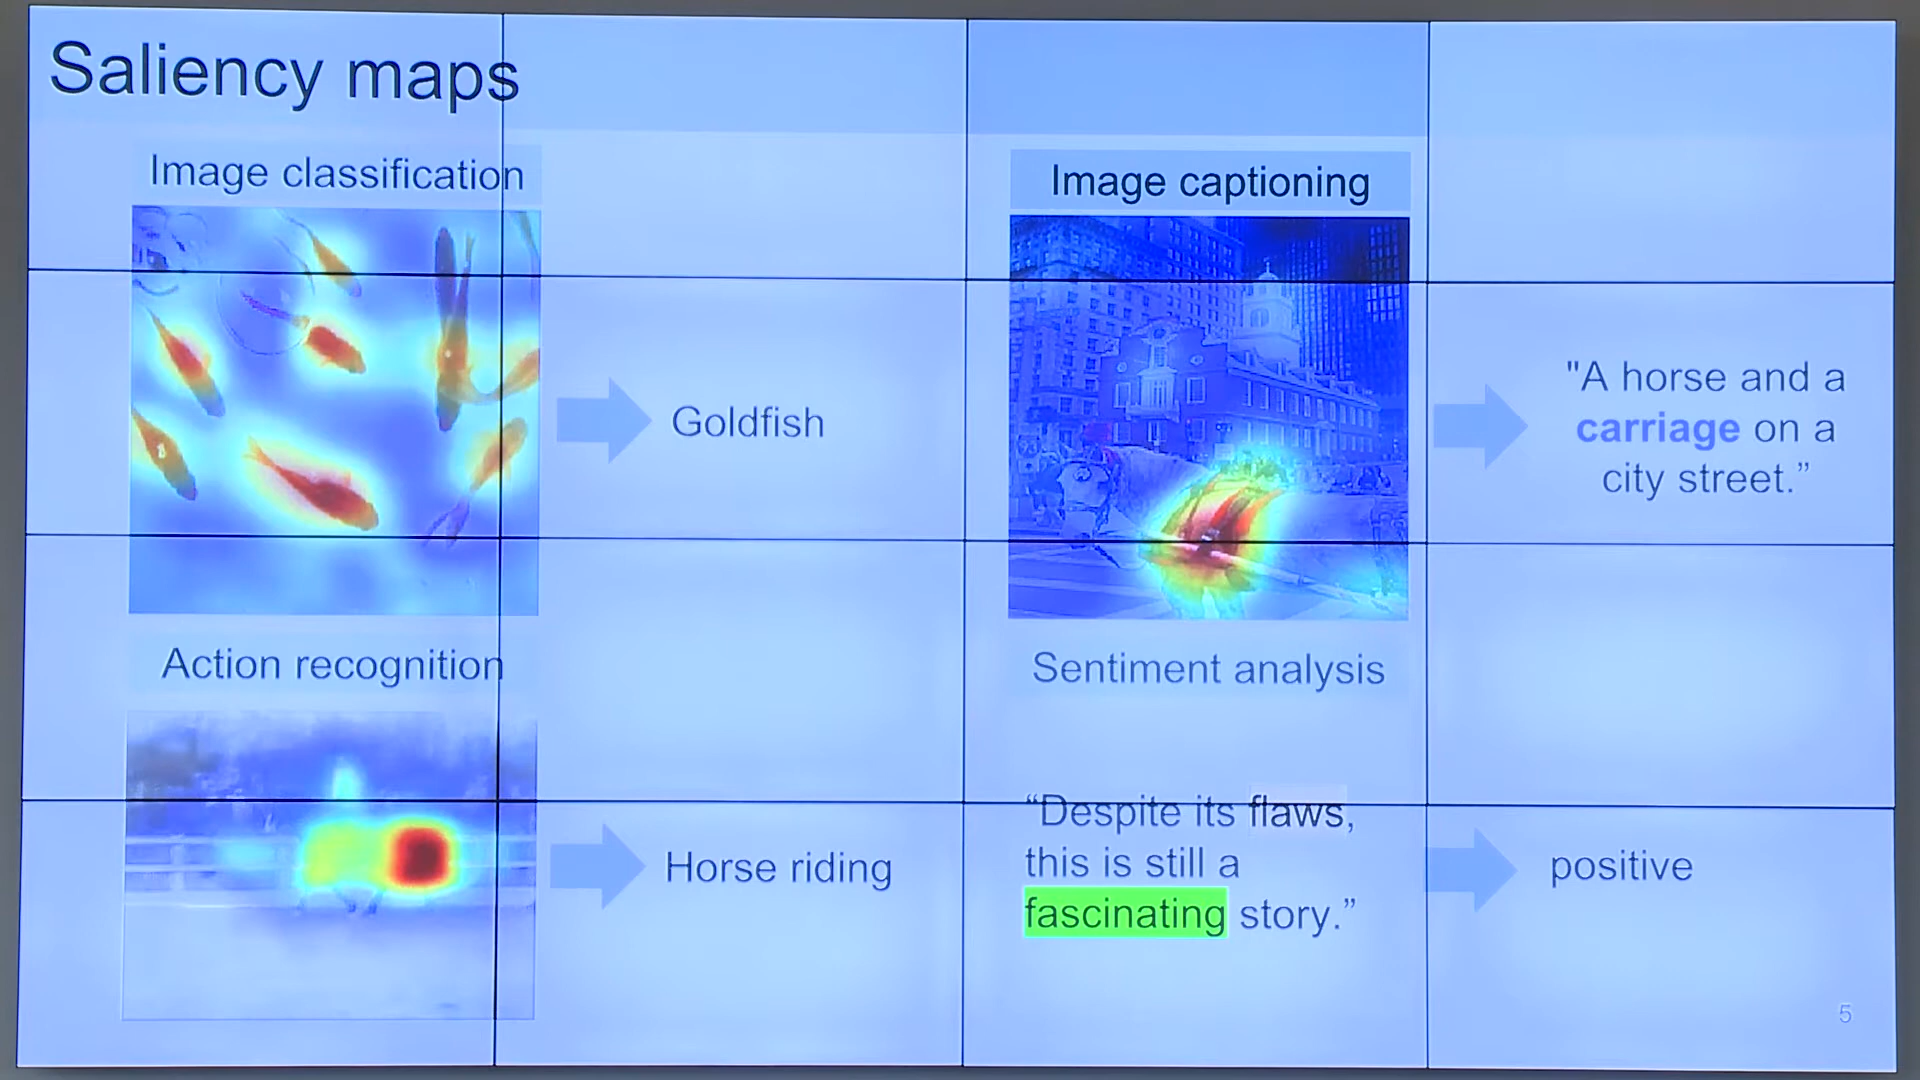 Saliency maps
Image classification
Goldfish
Image captioning
"A horse and a
carriage on a
city street.”
Action recognition
Horse riding
Sentiment analysis
“Despite its flaws,
this is still a
fascinating story.”
positive
5